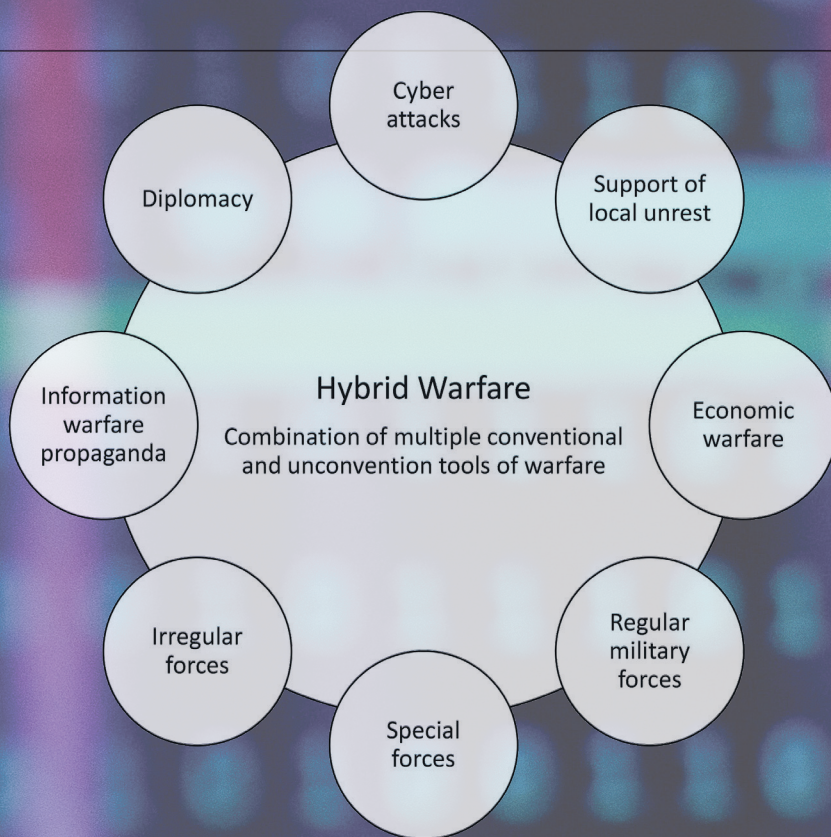 Cyber
attacks
Support of
local unrest
Economic
warfare
Regular
military
forces
Special
forces
Irregular
forces
Information
warfare
propaganda
Diplomacy
Hybrid Warfare
Combination of multiple conventional
and unconvention tools of warfare